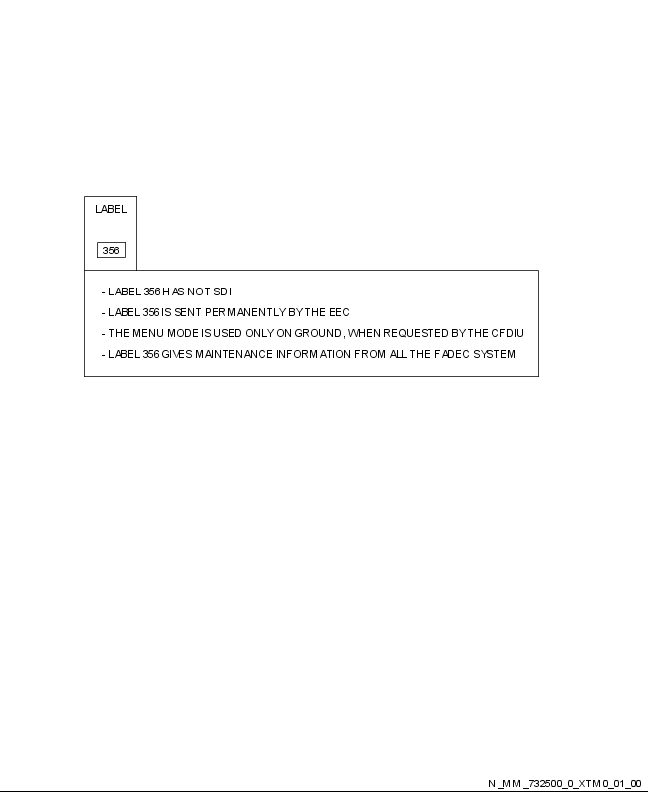 LABEL
356
- LABEL 356 HAS NOT SDI
- LABEL 356 IS SENT PERMANENTLY BY THE EEC
- THE MENU MODE IS USED ONLY ON GROUND, WHEN REQUESTED BY THE CFDIU
- LABEL 356 GIVES MAINTENANCE INFORMATION FROM ALL THE FADEC SYSTEM
N_MM_732500_0_XTM0_01_00